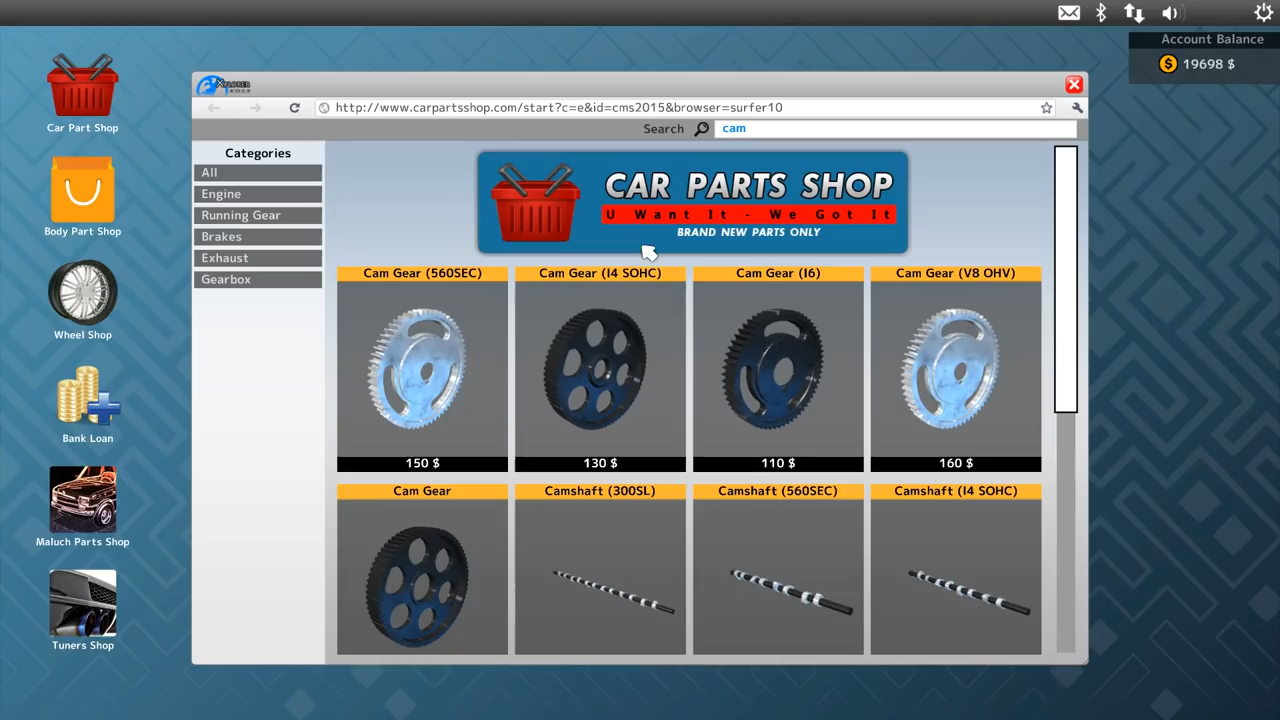 Account Balance
19698 $
Car Part Shop
Body Part Shop
Wheel Shop
Bank Loan
Maluch Parts Shop
Tuners Shop
XPLORER
http://www.carpartsshop.com/start?c=e&id=cms2015&browser=surfer10
Search
cam
Categories
All
Engine
Running Gear
Brakes
Exhaust
Gearbox
CAR PARTS SHOP
U Want It - We Got It
BRAND NEW PARTS ONLY
Cam Gear (560SEC)
Cam Gear (I4 SOHC)
Cam Gear (I6)
Cam Gear (V8 OHV)
150 $
130 $
110 $
160 $
Cam Gear
Camshaft (300SL)
Camshaft (560SEC)
Camshaft (I4 SOHC)